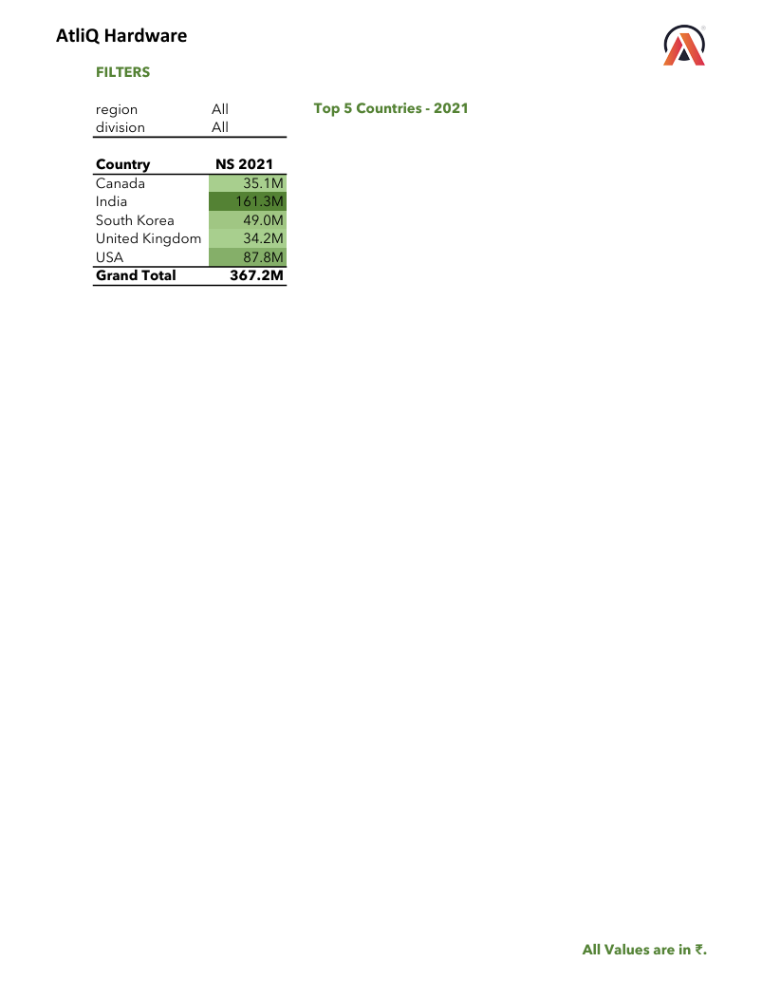 AtliQ Hardware
FILTERS
region All
Top 5 Countries - 2021
division All
Country NS 2021
Canada 35.1M
India 161.3M
South Korea 49.0M
United Kingdom 34.2M
USA 87.8M
Grand Total 367.2M
All Values are in ₹.